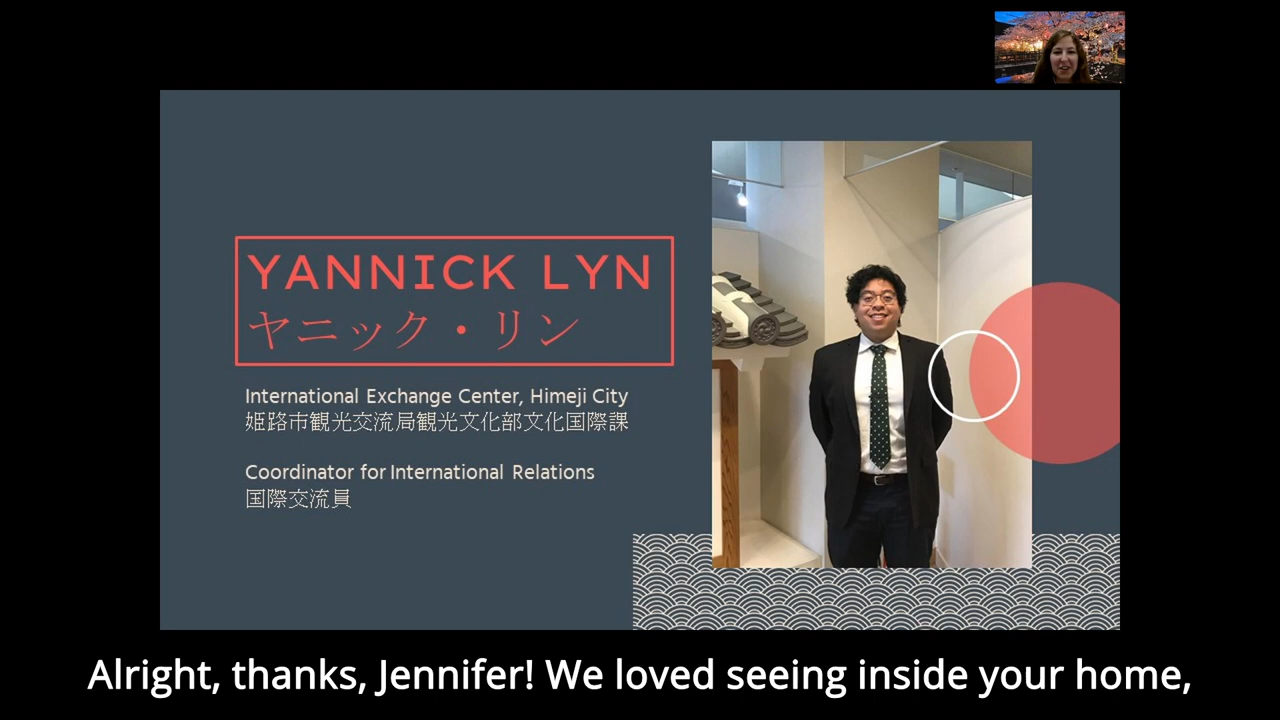 YANNICK LYN
ヤニック・リン
International Exchange Center, Himeji City
姫路市観光交流局観光文化部文化国際課
Coordinator for International Relations
国際交流員
Alright, thanks, Jennifer! We loved seeing inside your home,